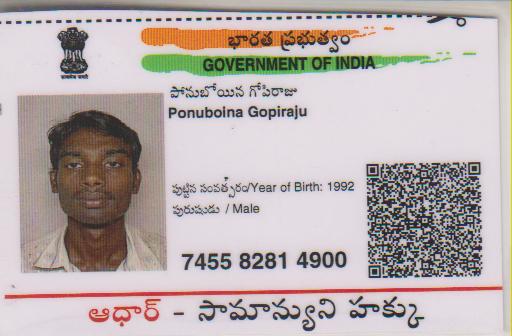 భారత ప్రభుత్వం
GOVERNMENT OF INDIA
పోనుబోయిన గోపిరాజు
Ponuboina Gopiraju
పుట్టిన సంవత్సరం/Year of Birth: 1992
పురుషుడు / Male
7455 8281 4900
ఆధార్ - సామాన్యుని హక్కు